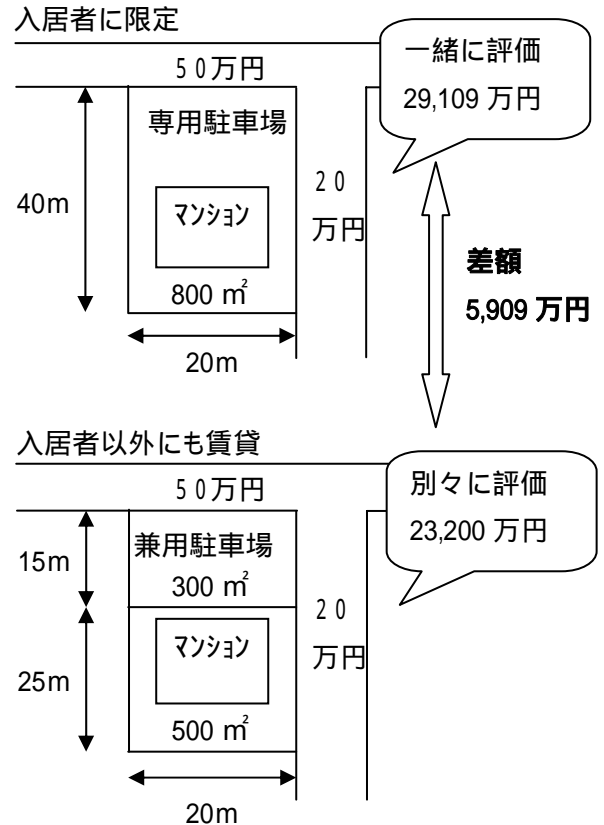 入居者に限定
一緒に評価
29,109 万円
５０万円
専用駐車場
40m
２０
万円
ﾏﾝｼｮﾝ
800 ㎡
20m
差額
5,909 万円
入居者以外にも賃貸
別々に評価
23,200 万円
５０万円
15m
兼用駐車場
300 ㎡
２０
万円
ﾏﾝｼｮﾝ
25m
500 ㎡
20m